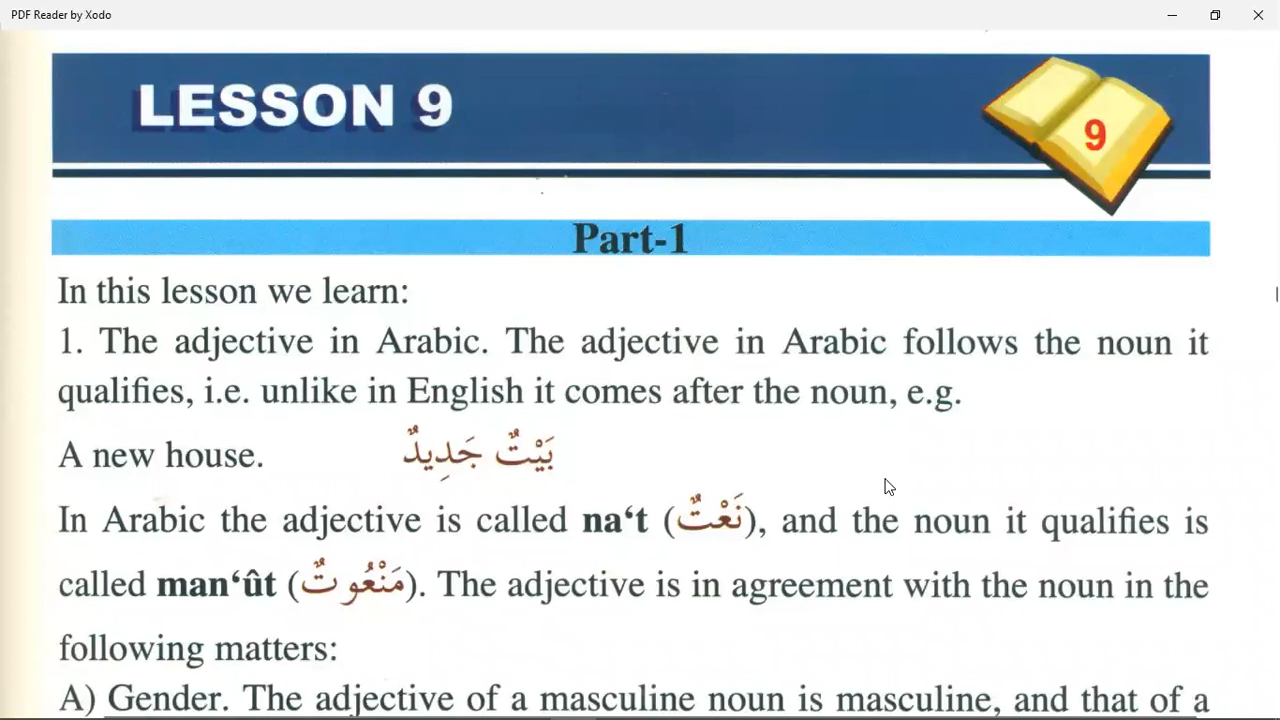 PDF Reader by Xodo
LESSON 9
9
Part-1
In this lesson we learn:
1. The adjective in Arabic. The adjective in Arabic follows the noun it
qualifies, i.e. unlike in English it comes after the noun, e.g.
A new house. بَيْتٌ جَدِيدٌ
In Arabic the adjective is called na‘t (نَعْتٌ), and the noun it qualifies is
called man‘ût (مَنْعُوتٌ). The adjective is in agreement with the noun in the
following matters:
A) Gender. The adjective of a masculine noun is masculine, and that of a